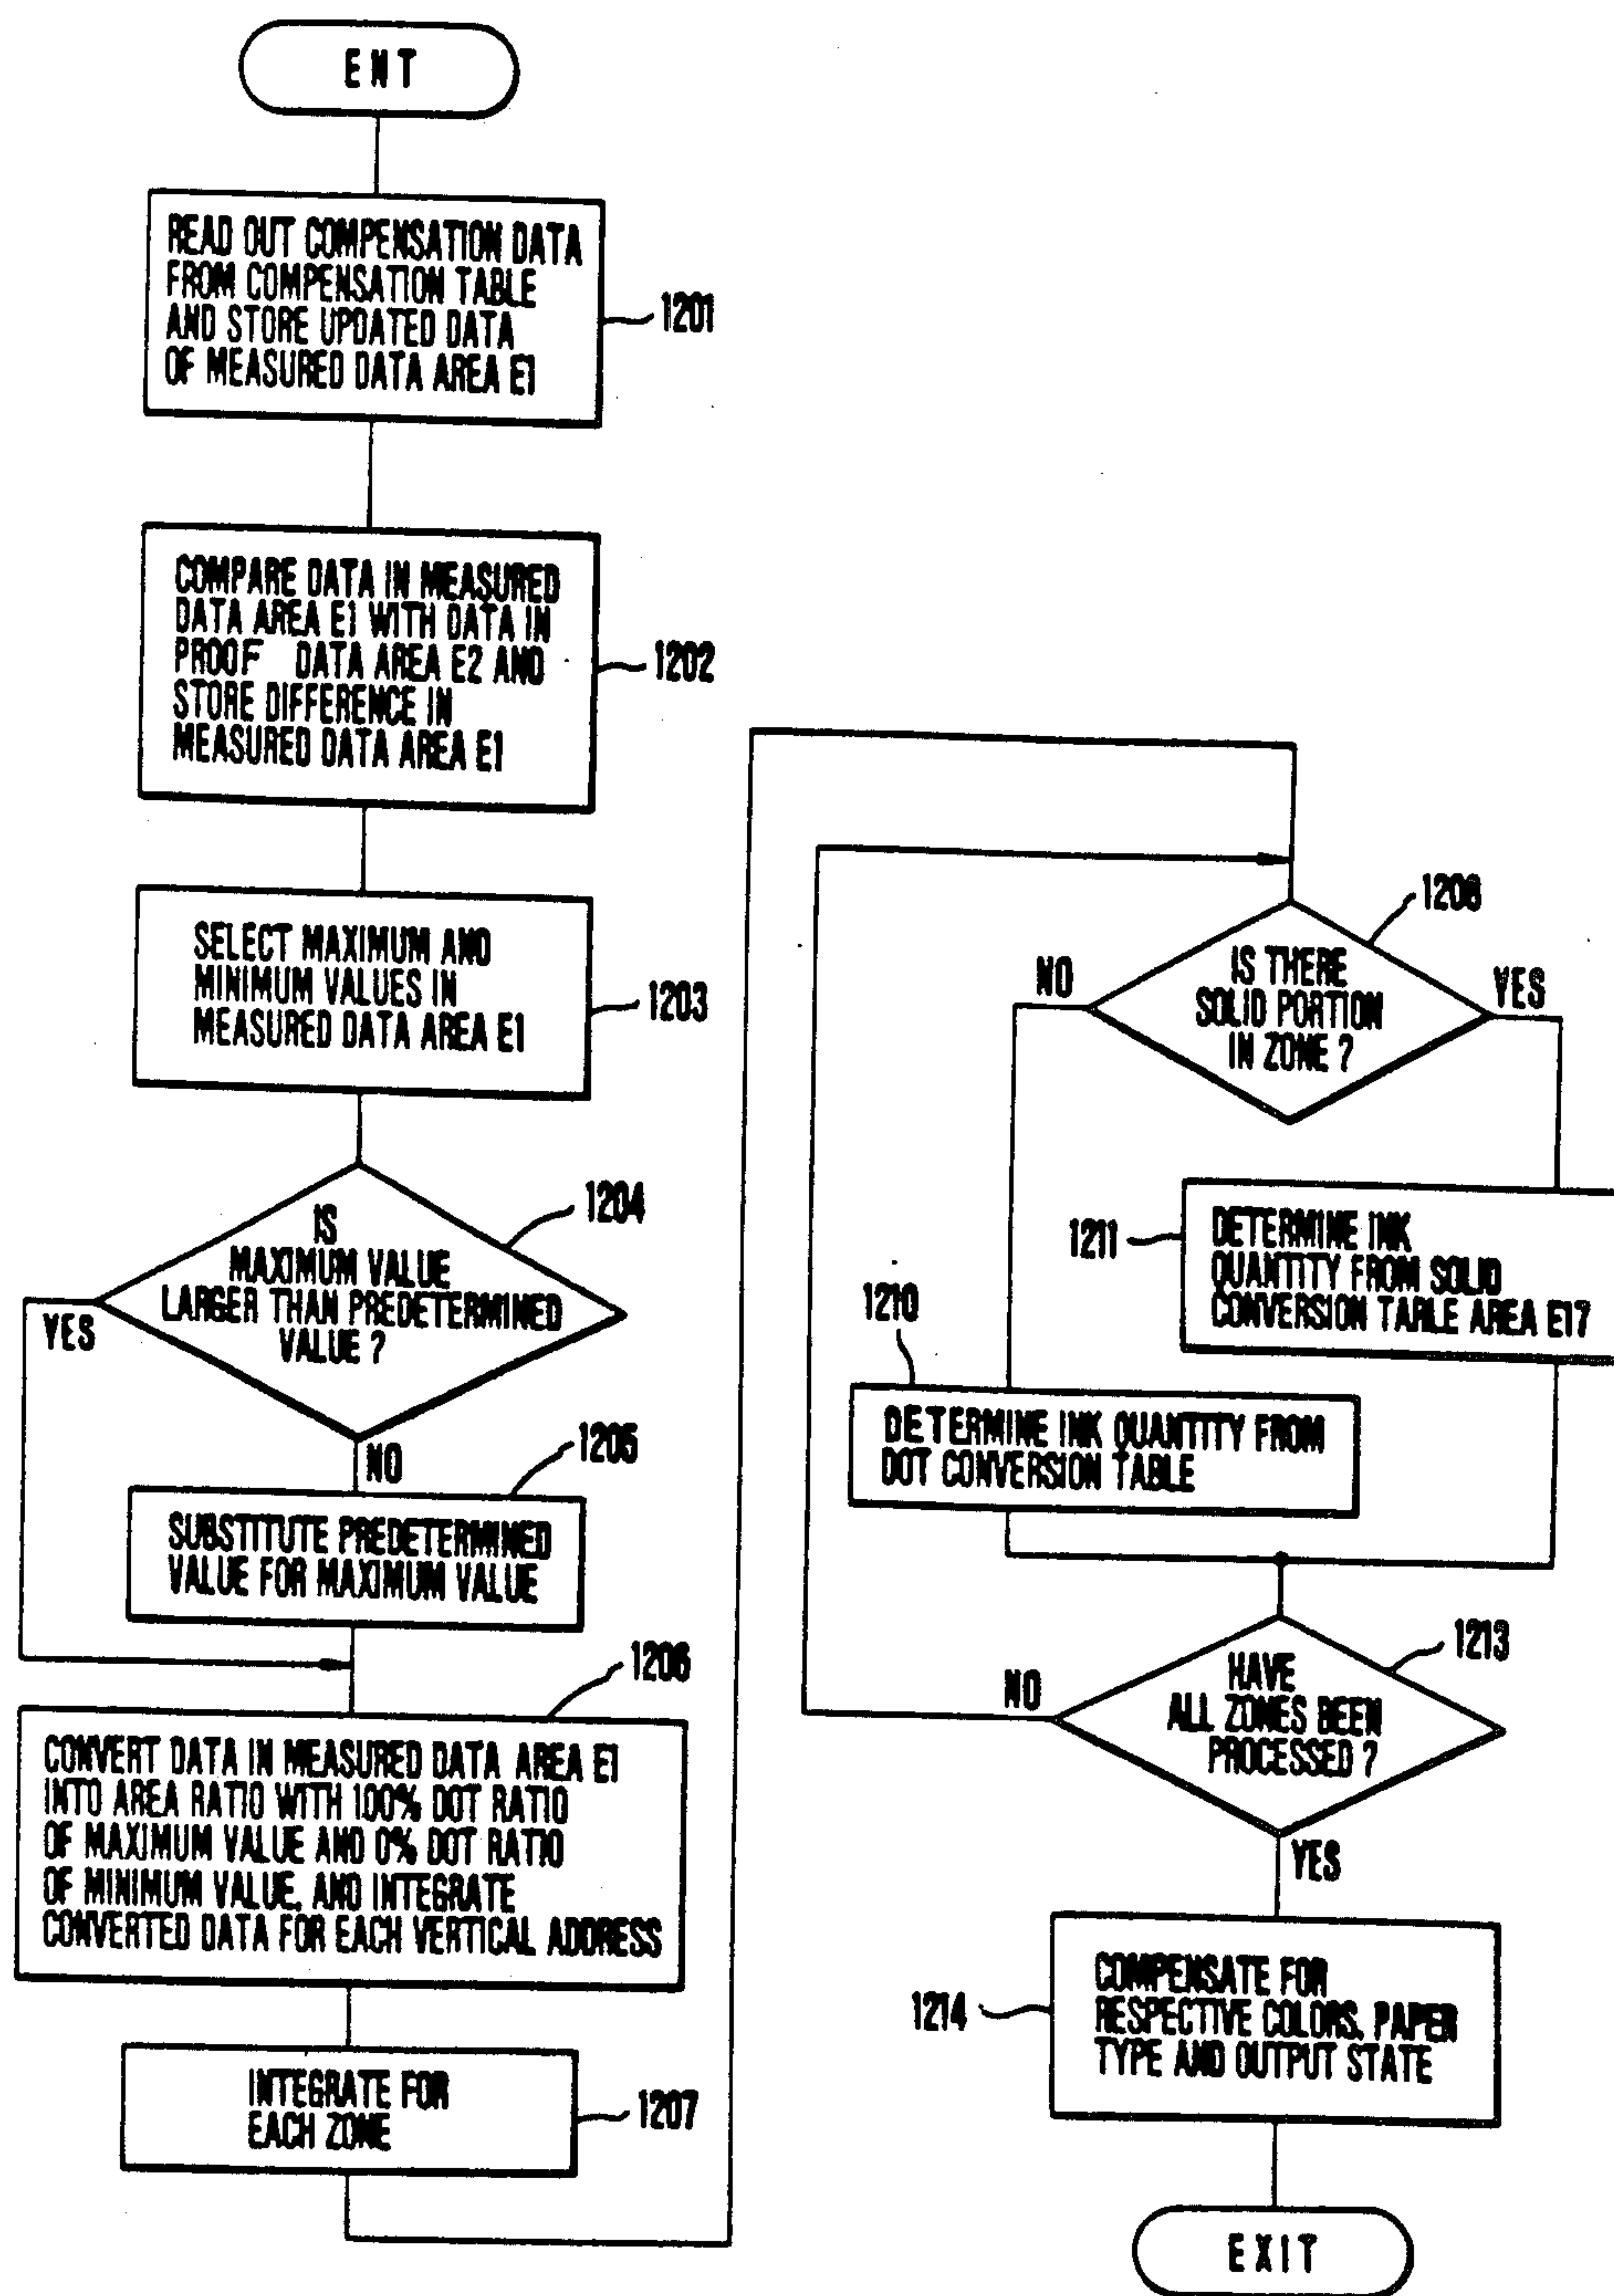 ENT
READ OUT COMPENSATION DATA
FROM COMPENSATION TABLE
AND STORE UPDATED DATA
OF MEASURED DATA AREA E1
1201
COMPARE DATA IN MEASURED
DATA AREA E1 WITH DATA IN
PROOF DATA AREA E2 AND
STORE DIFFERENCE IN
MEASURED DATA AREA E1
1202
SELECT MAXIMUM AND
MINIMUM VALUES IN
MEASURED DATA AREA E1
1203
IS
MAXIMUM VALUE
LARGER THAN PREDETERMINED
VALUE ?
1204
YES
NO
1205
SUBSTITUTE PREDETERMINED
VALUE FOR MAXIMUM VALUE
1206
CONVERT DATA IN MEASURED DATA AREA E1
INTO AREA RATIO WITH 100% DOT RATIO
OF MAXIMUM VALUE AND 0% DOT RATIO
OF MINIMUM VALUE, AND INTEGRATE
CONVERTED DATA FOR EACH VERTICAL ADDRESS
INTEGRATE FOR
EACH ZONE
1207
1208
IS THERE
SOLID PORTION
IN ZONE ?
NO
YES
1211
DETERMINE INK
QUANTITY FROM SOLID
CONVERSION TABLE AREA E17
1210
DETERMINE INK QUANTITY FROM
DOT CONVERSION TABLE
1213
HAVE
ALL ZONES BEEN
PROCESSED ?
NO
YES
1214
COMPENSATE FOR
RESPECTIVE COLORS, PAPER
TYPE AND OUTPUT STATE
EXIT